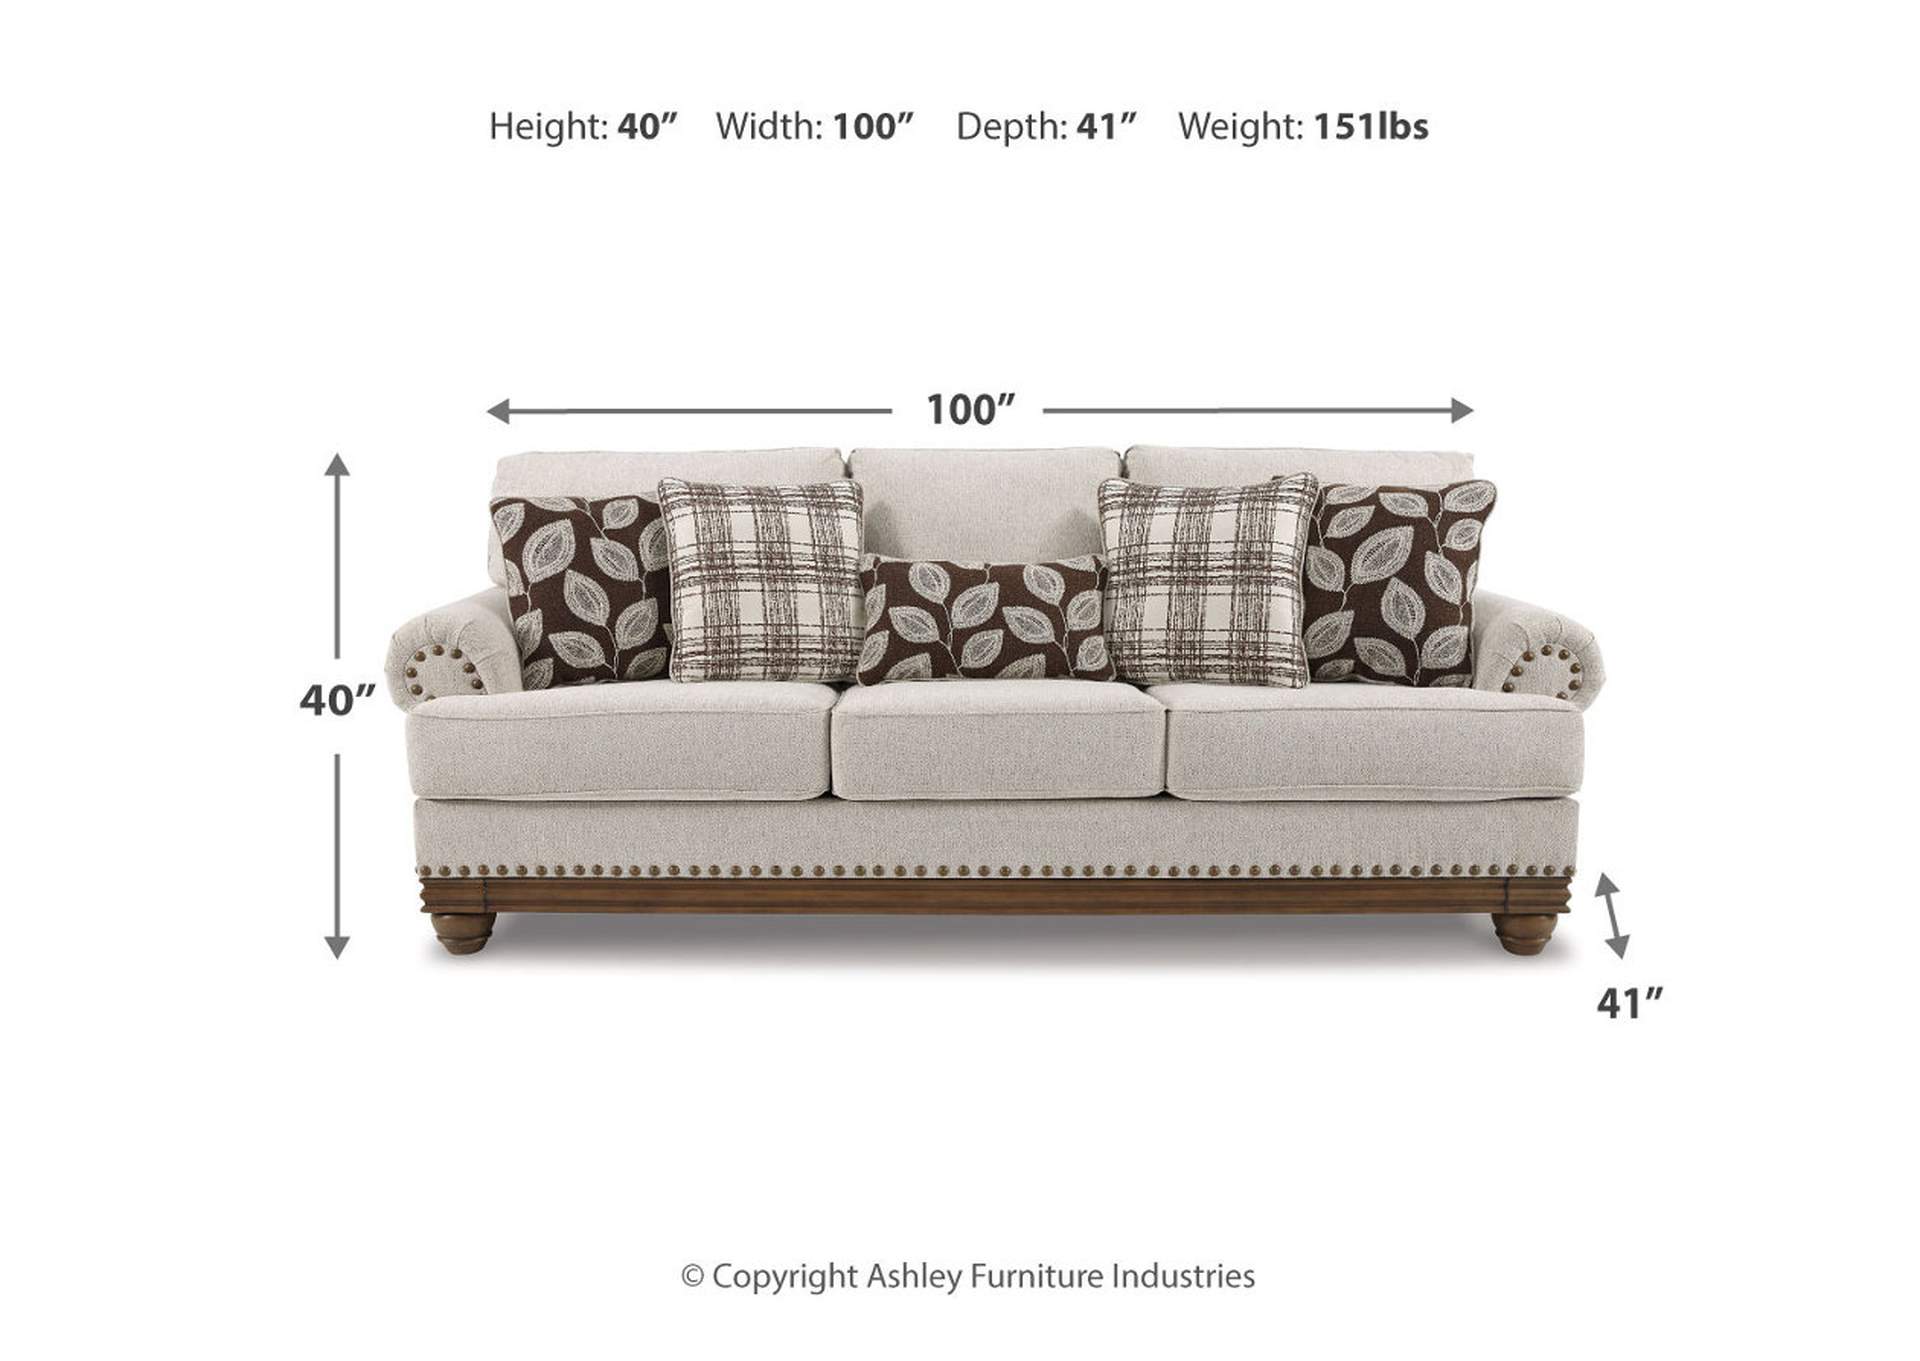 Height: 40” Width: 100” Depth: 41” Weight: 151lbs
100”
40”
41”
© Copyright Ashley Furniture Industries